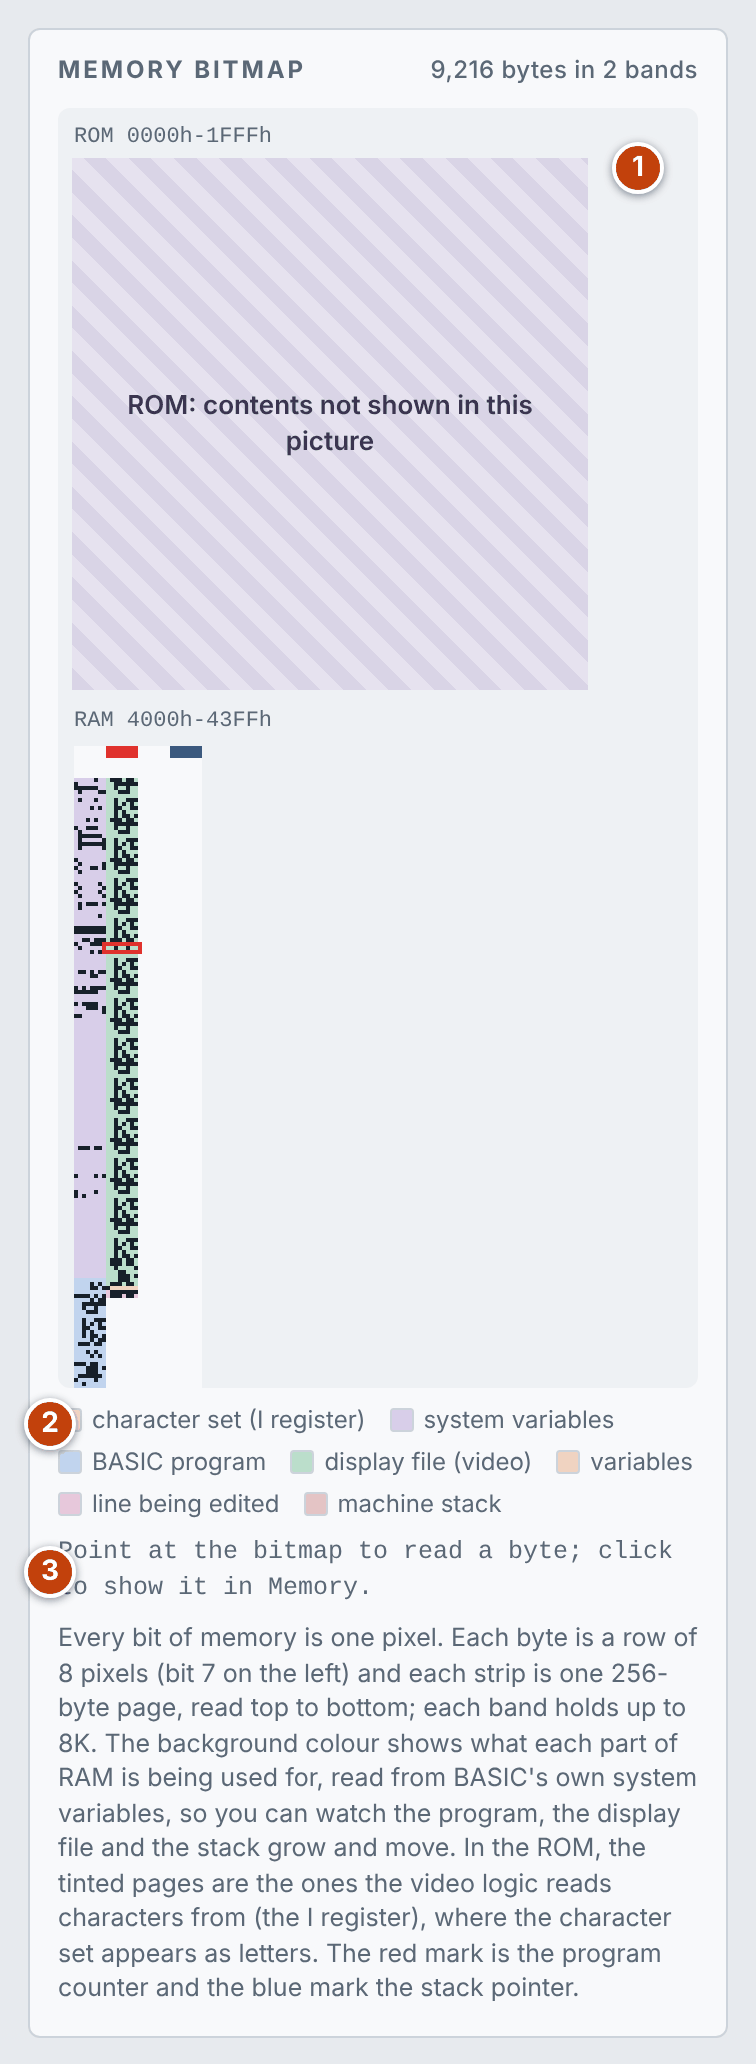 MEMORY BITMAP 9,216 bytes in 2 bands
ROM 0000h-1FFFh
1
ROM: contents not shown in this
picture
RAM 4000h-43FFh
2 character set (I register) system variables
BASIC program display file (video) variables
line being edited machine stack
Point at the bitmap to read a byte; click
3
to show it in Memory.
Every bit of memory is one pixel. Each byte is a row of
8 pixels (bit 7 on the left) and each strip is one 256-
byte page, read top to bottom; each band holds up to
8K. The background colour shows what each part of
RAM is being used for, read from BASIC's own system
variables, so you can watch the program, the display
file and the stack grow and move. In the ROM, the
tinted pages are the ones the video logic reads
characters from (the I register), where the character
set appears as letters. The red mark is the program
counter and the blue mark the stack pointer.